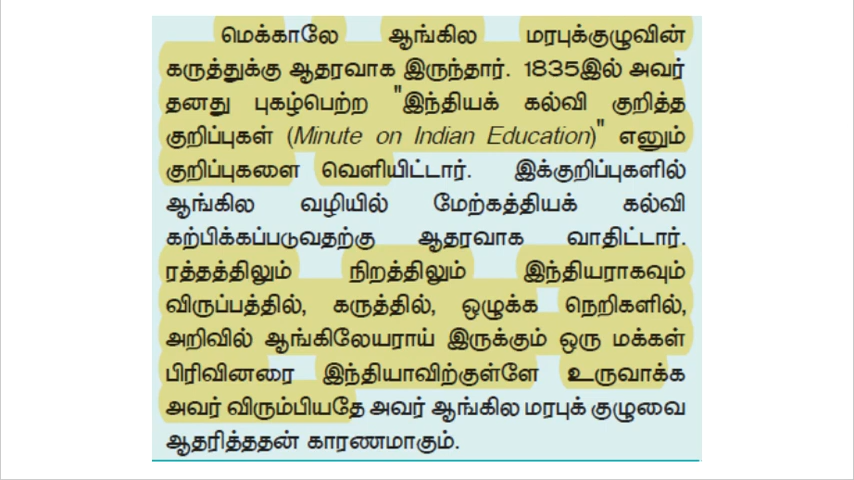 மெக்காலே ஆங்கில மரபுக்குழுவின்
கருத்துக்கு ஆதரவாக இருந்தார். 1835இல் அவர்
தனது புகழ்பெற்ற "இந்தியக் கல்வி குறித்த
குறிப்புகள் (Minute on Indian Education)" எனும்
குறிப்புகளை வெளியிட்டார். இக்குறிப்புகளில்
ஆங்கில வழியில் மேற்கத்தியக் கல்வி
கற்பிக்கப்படுவதற்கு ஆதரவாக வாதிட்டார்.
ரத்தத்திலும் நிறத்திலும் இந்தியராகவும்
விருப்பத்தில், கருத்தில், ஒழுக்க நெறிகளில்,
அறிவில் ஆங்கிலேயராய் இருக்கும் ஒரு மக்கள்
பிரிவினரை இந்தியாவிற்குள்ளே உருவாக்க
அவர் விரும்பியதே அவர் ஆங்கில மரபுக் குழுவை
ஆதரித்ததன் காரணமாகும்.